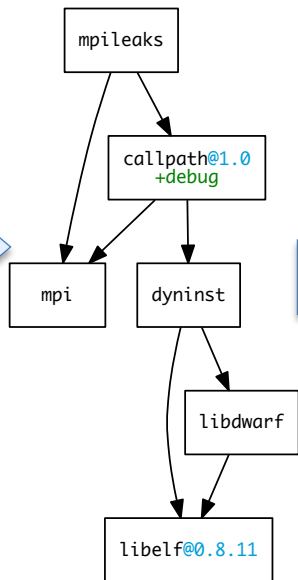 mpileaks
callpath@1.0
+debug
mpi
dyninst
libdwarf
libelf@0.8.11